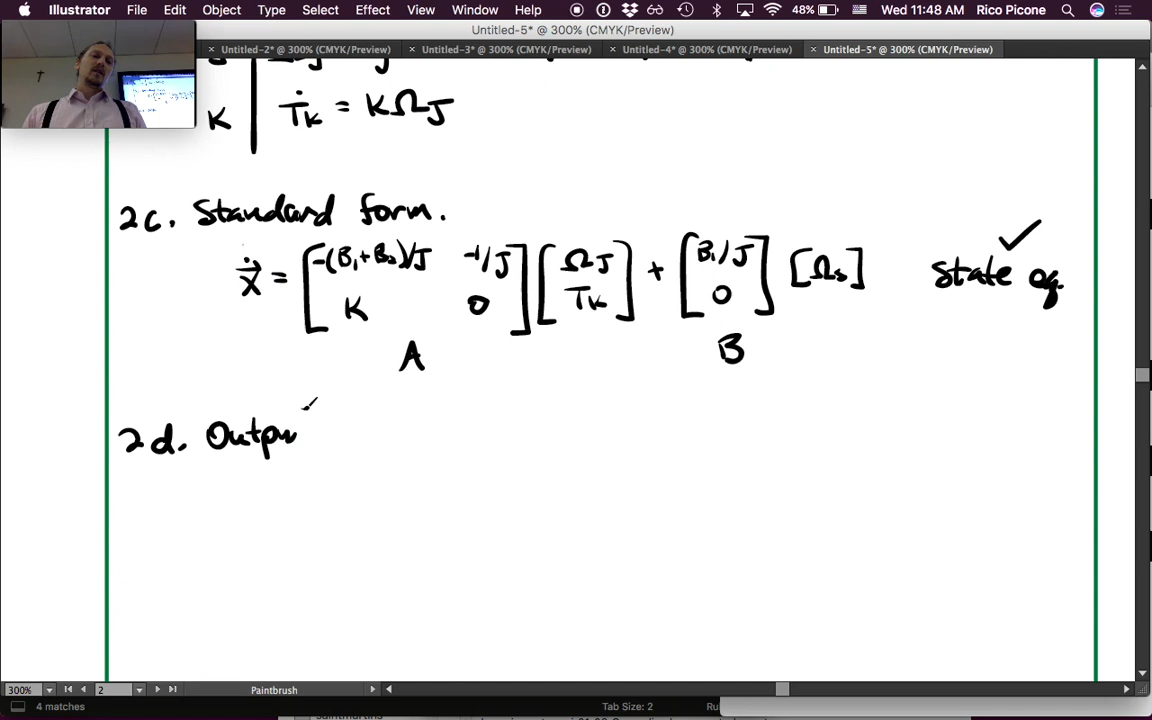 Illustrator File Edit Object Type Select Effect View Window Help 48% Wed 11:48 AM Rico Picone
Untitled-5* @ 300% (CMYK/Preview)
Untitled-2* @ 300% (CMYK/Preview) Untitled-3* @ 300% (CMYK/Preview) Untitled-4* @ 300% (CMYK/Preview) Untitled-5* @ 300% (CMYK/Preview)
K | Ṫ_K = KΩ_J
2c. Standard form.
ẋ = [-(B₁+B₂)/J -1/J; K 0] [Ω_J; T_K] + [B₁/J; 0] [Ω_s] State eq. ✓
A B
2d. Outpu
300% 2 Paintbrush
4 matches Tab Size: 2